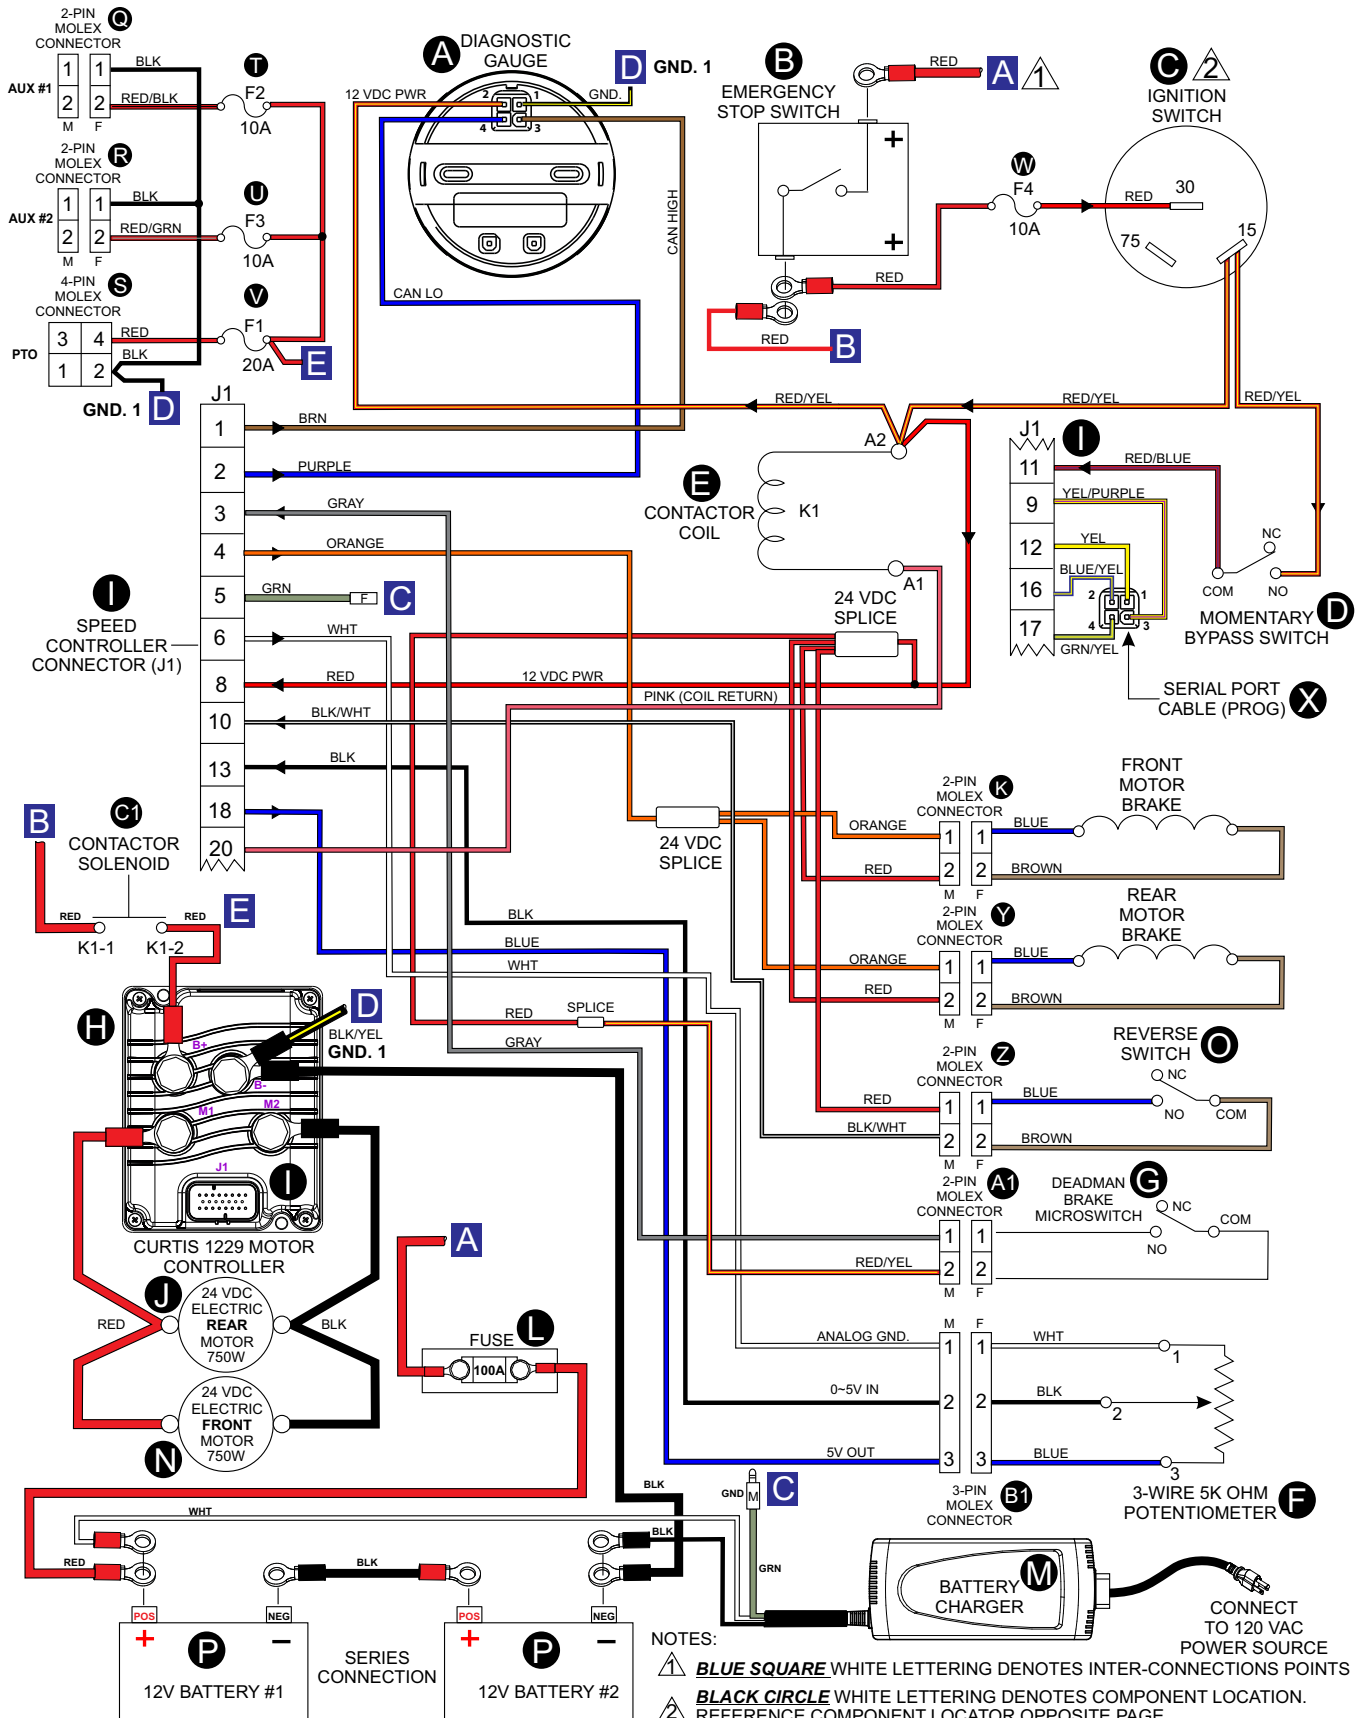 2-PIN
MOLEX
CONNECTOR
Q
AUX #1
1
1
2
2
M
F
BLK
RED/BLK
T
F2
10A
2-PIN
MOLEX
CONNECTOR
R
AUX #2
1
1
2
2
M
F
BLK
RED/GRN
U
F3
10A
4-PIN
MOLEX
CONNECTOR
S
PTO
3
4
1
2
RED
BLK
V
F1
20A
E
GND. 1
D
A
DIAGNOSTIC
GAUGE
D
GND. 1
12 VDC PWR
2
1
4
3
GND.
CAN HIGH
CAN LO
B
EMERGENCY
STOP SWITCH
RED
A
1
+
+
RED
RED
B
W
F4
10A
C
2
IGNITION
SWITCH
RED
30
75
15
RED/YEL
RED/YEL
J1
1
2
3
4
5
6
8
10
13
18
20
BRN
PURPLE
GRAY
ORANGE
GRN
F
C
WHT
RED
12 VDC PWR
BLK/WHT
PINK (COIL RETURN)
BLK
I
SPEED
CONTROLLER
CONNECTOR (J1)
E
CONTACTOR
COIL
A2
K1
A1
24 VDC
SPLICE
J1
I
11
9
12
16
17
RED/BLUE
YEL/PURPLE
YEL
BLUE/YEL
GRN/YEL
2
1
4
3
NC
COM
NO
MOMENTARY
BYPASS SWITCH
D
SERIAL PORT
CABLE (PROG)
X
B
C1
CONTACTOR
SOLENOID
RED
RED
E
K1-1
K1-2
24 VDC
SPLICE
BLK
BLUE
WHT
RED
SPLICE
GRAY
2-PIN
MOLEX
CONNECTOR
K
ORANGE
RED
1
1
2
2
M
F
BLUE
BROWN
FRONT
MOTOR
BRAKE
2-PIN
MOLEX
CONNECTOR
Y
ORANGE
RED
1
1
2
2
M
F
BLUE
BROWN
REAR
MOTOR
BRAKE
2-PIN
MOLEX
CONNECTOR
Z
RED
BLK/WHT
1
1
2
2
M
F
BLUE
BROWN
REVERSE
SWITCH
O
NC
NO
COM
2-PIN
MOLEX
CONNECTOR
A1
RED/YEL
1
1
2
2
M
F
DEADMAN
BRAKE
MICROSWITCH
G
NC
COM
NO
M
F
ANALOG GND.
0~5V IN
5V OUT
1
1
2
2
3
3
WHT
BLK
BLUE
1
2
3
3-PIN
MOLEX
CONNECTOR
B1
3-WIRE 5K OHM
POTENTIOMETER
F
H
D
BLK/YEL
GND. 1
B+
B-
M1
M2
J1
I
CURTIS 1229 MOTOR
CONTROLLER
J
24 VDC
ELECTRIC
REAR
MOTOR
750W
RED
BLK
24 VDC
ELECTRIC
FRONT
MOTOR
750W
N
A
FUSE
L
100A
BLK
GND
M
C
GRN
WHT
RED
BLK
BLK
POS
NEG
POS
NEG
+
P
−
+
P
−
12V BATTERY #1
SERIES
CONNECTION
12V BATTERY #2
BATTERY
CHARGER
M
CONNECT
TO 120 VAC
POWER SOURCE
NOTES:
1 BLUE SQUARE WHITE LETTERING DENOTES INTER-CONNECTIONS POINTS
2 BLACK CIRCLE WHITE LETTERING DENOTES COMPONENT LOCATION.
REFERENCE COMPONENT LOCATOR OPPOSITE PAGE